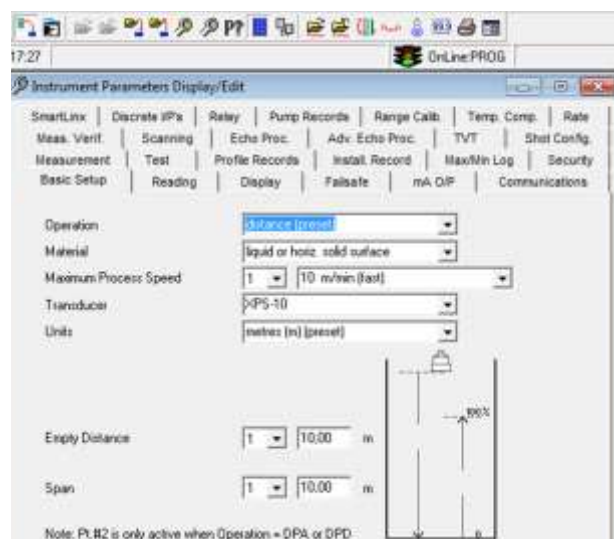 P?
17:27 OnLine:PROG
Instrument Parameters Display/Edit
SmartLinx Discrete I/P's Relay Pump Records Range Calib Temp. Comp. Rate
Meas. Verif. Scanning Echo Proc. Adv. Echo Proc. TVT Shot Config.
Measurement Test Profile Records Install. Record Max/Min Log Security
Basic Setup Reading Display Failsafe mA O/P Communications
Operation distance (preset)
Material liquid or horiz. solid surface
Maximum Process Speed 1 10 m/min (fast)
Transducer XPS-10
Units metres (m) (preset)
100%
Empty Distance 1 10.00 m
Span 1 10.00 m
0
Note: Pt.#2 is only active when Operation = DPA or DPD